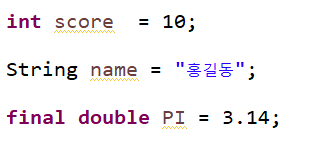 int score  = 10;
String name = "홍길동";
final double PI = 3.14;